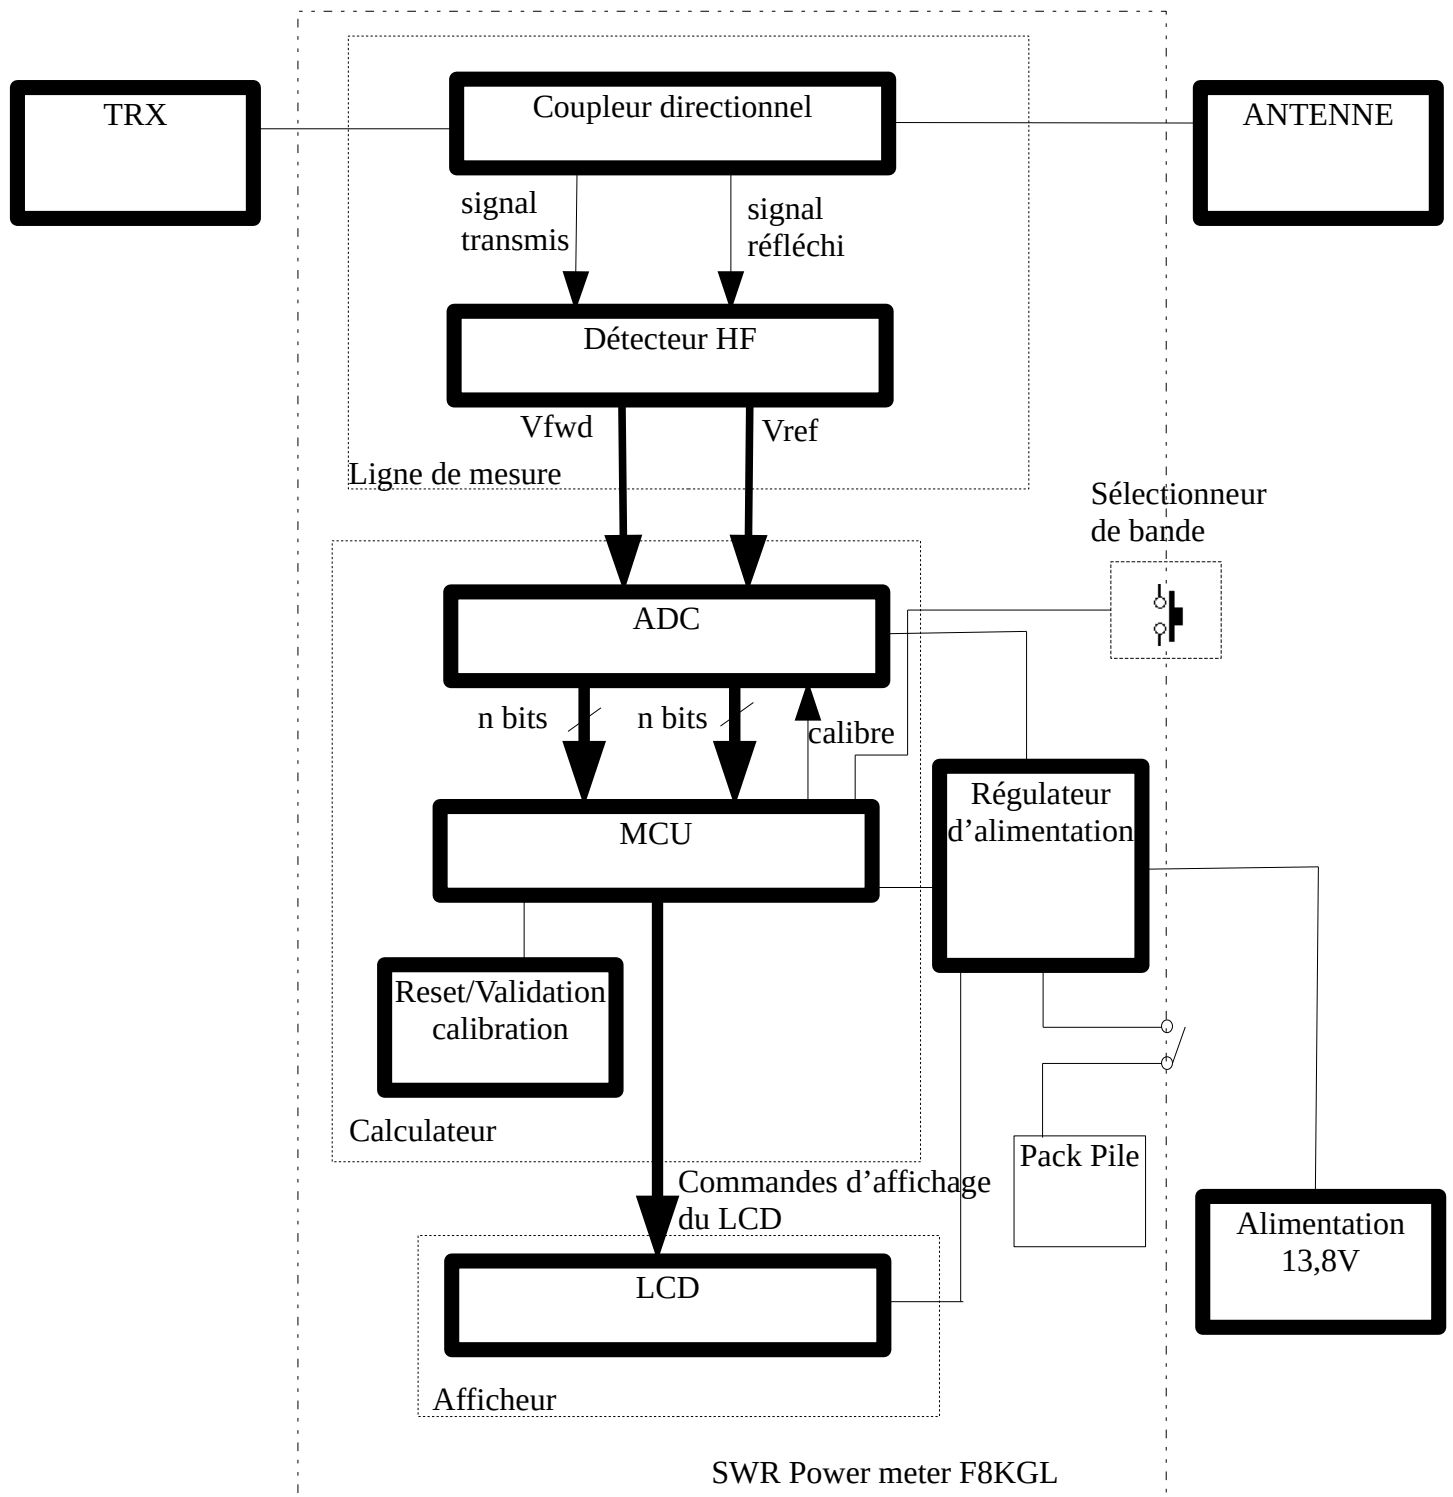 TRX
Coupleur directionnel
ANTENNE
signal
transmis
signal
réfléchi
Détecteur HF
Vfwd
Vref
Ligne de mesure
Sélectionneur
de bande
ADC
n bits
n bits
calibre
MCU
Régulateur
d’alimentation
Reset/Validation
calibration
Calculateur
Pack Pile
Commandes d’affichage
du LCD
Alimentation
13,8V
LCD
Afficheur
SWR Power meter F8KGL